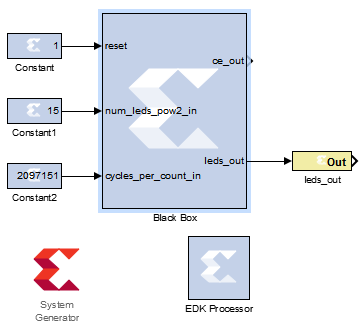 1
Constant
reset
ce_out
15
Constant1
num_leds_pow2_in
leds_out
Out
leds_out
2097151
Constant2
cycles_per_count_in
Black Box
System
Generator
EDK Processor